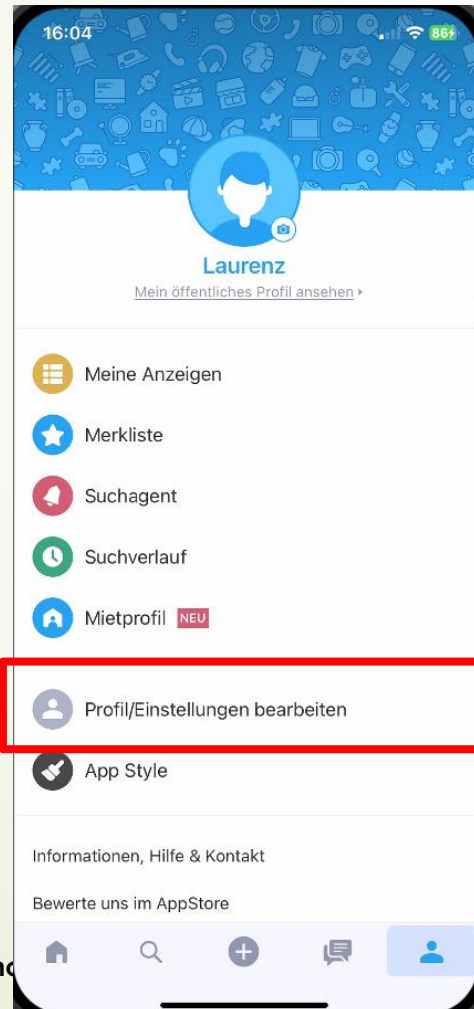 16:04
86
Laurenz
Mein öffentliches Profil ansehen
Meine Anzeigen
Merkliste
Suchagent
Suchverlauf
Mietprofil NEU
Profil/Einstellungen bearbeiten
App Style
Informationen, Hilfe & Kontakt
Bewerte uns im AppStore